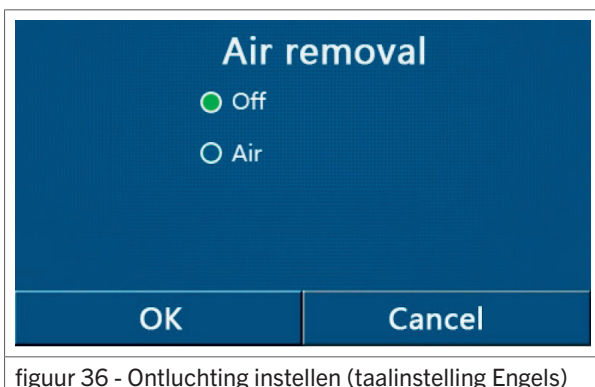 Air removal
Off
Air
OK
Cancel
figuur 36 - Ontluchting instellen (taalinstelling Engels)